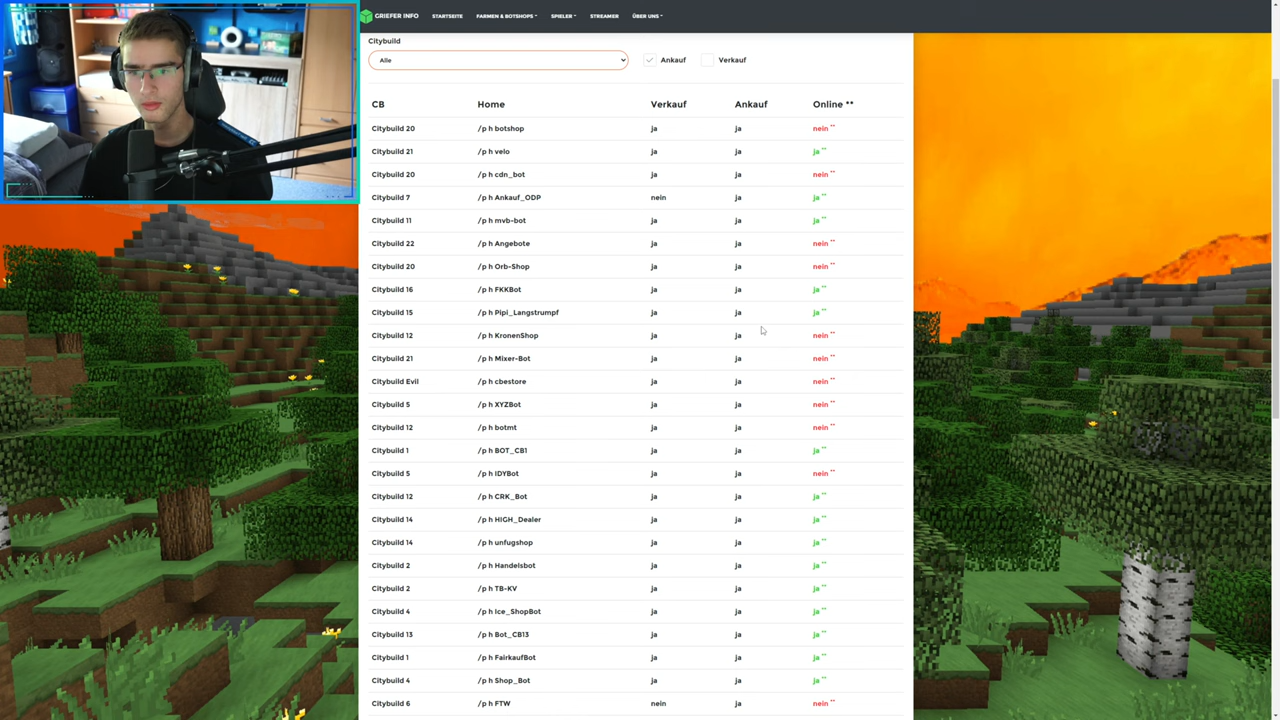 GRIEFER INFO STARTSEITE FARMEN & BOTSHOPS SPIELER STREAMER ÜBER UNS
Citybuild
Alle Ankauf Verkauf
CB Home Verkauf Ankauf Online **
Citybuild 20 /p h botshop ja ja nein **
Citybuild 21 /p h velo ja ja ja **
Citybuild 20 /p h cdn_bot ja ja nein **
Citybuild 7 /p h Ankauf_ODP nein ja ja **
Citybuild 11 /p h mvb-bot ja ja ja **
Citybuild 22 /p h Angebote ja ja nein **
Citybuild 20 /p h Orb-Shop ja ja nein **
Citybuild 16 /p h FKKBot ja ja ja **
Citybuild 15 /p h Pipi_Langstrumpf ja ja ja **
Citybuild 12 /p h KronenShop ja ja nein **
Citybuild 21 /p h Mixer-Bot ja ja nein **
Citybuild Evil /p h cbestore ja ja nein **
Citybuild 5 /p h XYZBot ja ja nein **
Citybuild 12 /p h botmt ja ja nein **
Citybuild 1 /p h BOT_CB1 ja ja ja **
Citybuild 5 /p h IDYBot ja ja nein **
Citybuild 12 /p h CRK_Bot ja ja ja **
Citybuild 14 /p h HIGH_Dealer ja ja ja **
Citybuild 14 /p h unfugshop ja ja ja **
Citybuild 2 /p h Handelsbot ja ja ja **
Citybuild 2 /p h TB-KV ja ja ja **
Citybuild 4 /p h Ice_ShopBot ja ja ja **
Citybuild 13 /p h Bot_CB13 ja ja ja **
Citybuild 1 /p h FairkaufBot ja ja ja **
Citybuild 4 /p h Shop_Bot ja ja ja **
Citybuild 6 /p h FTW nein ja nein **